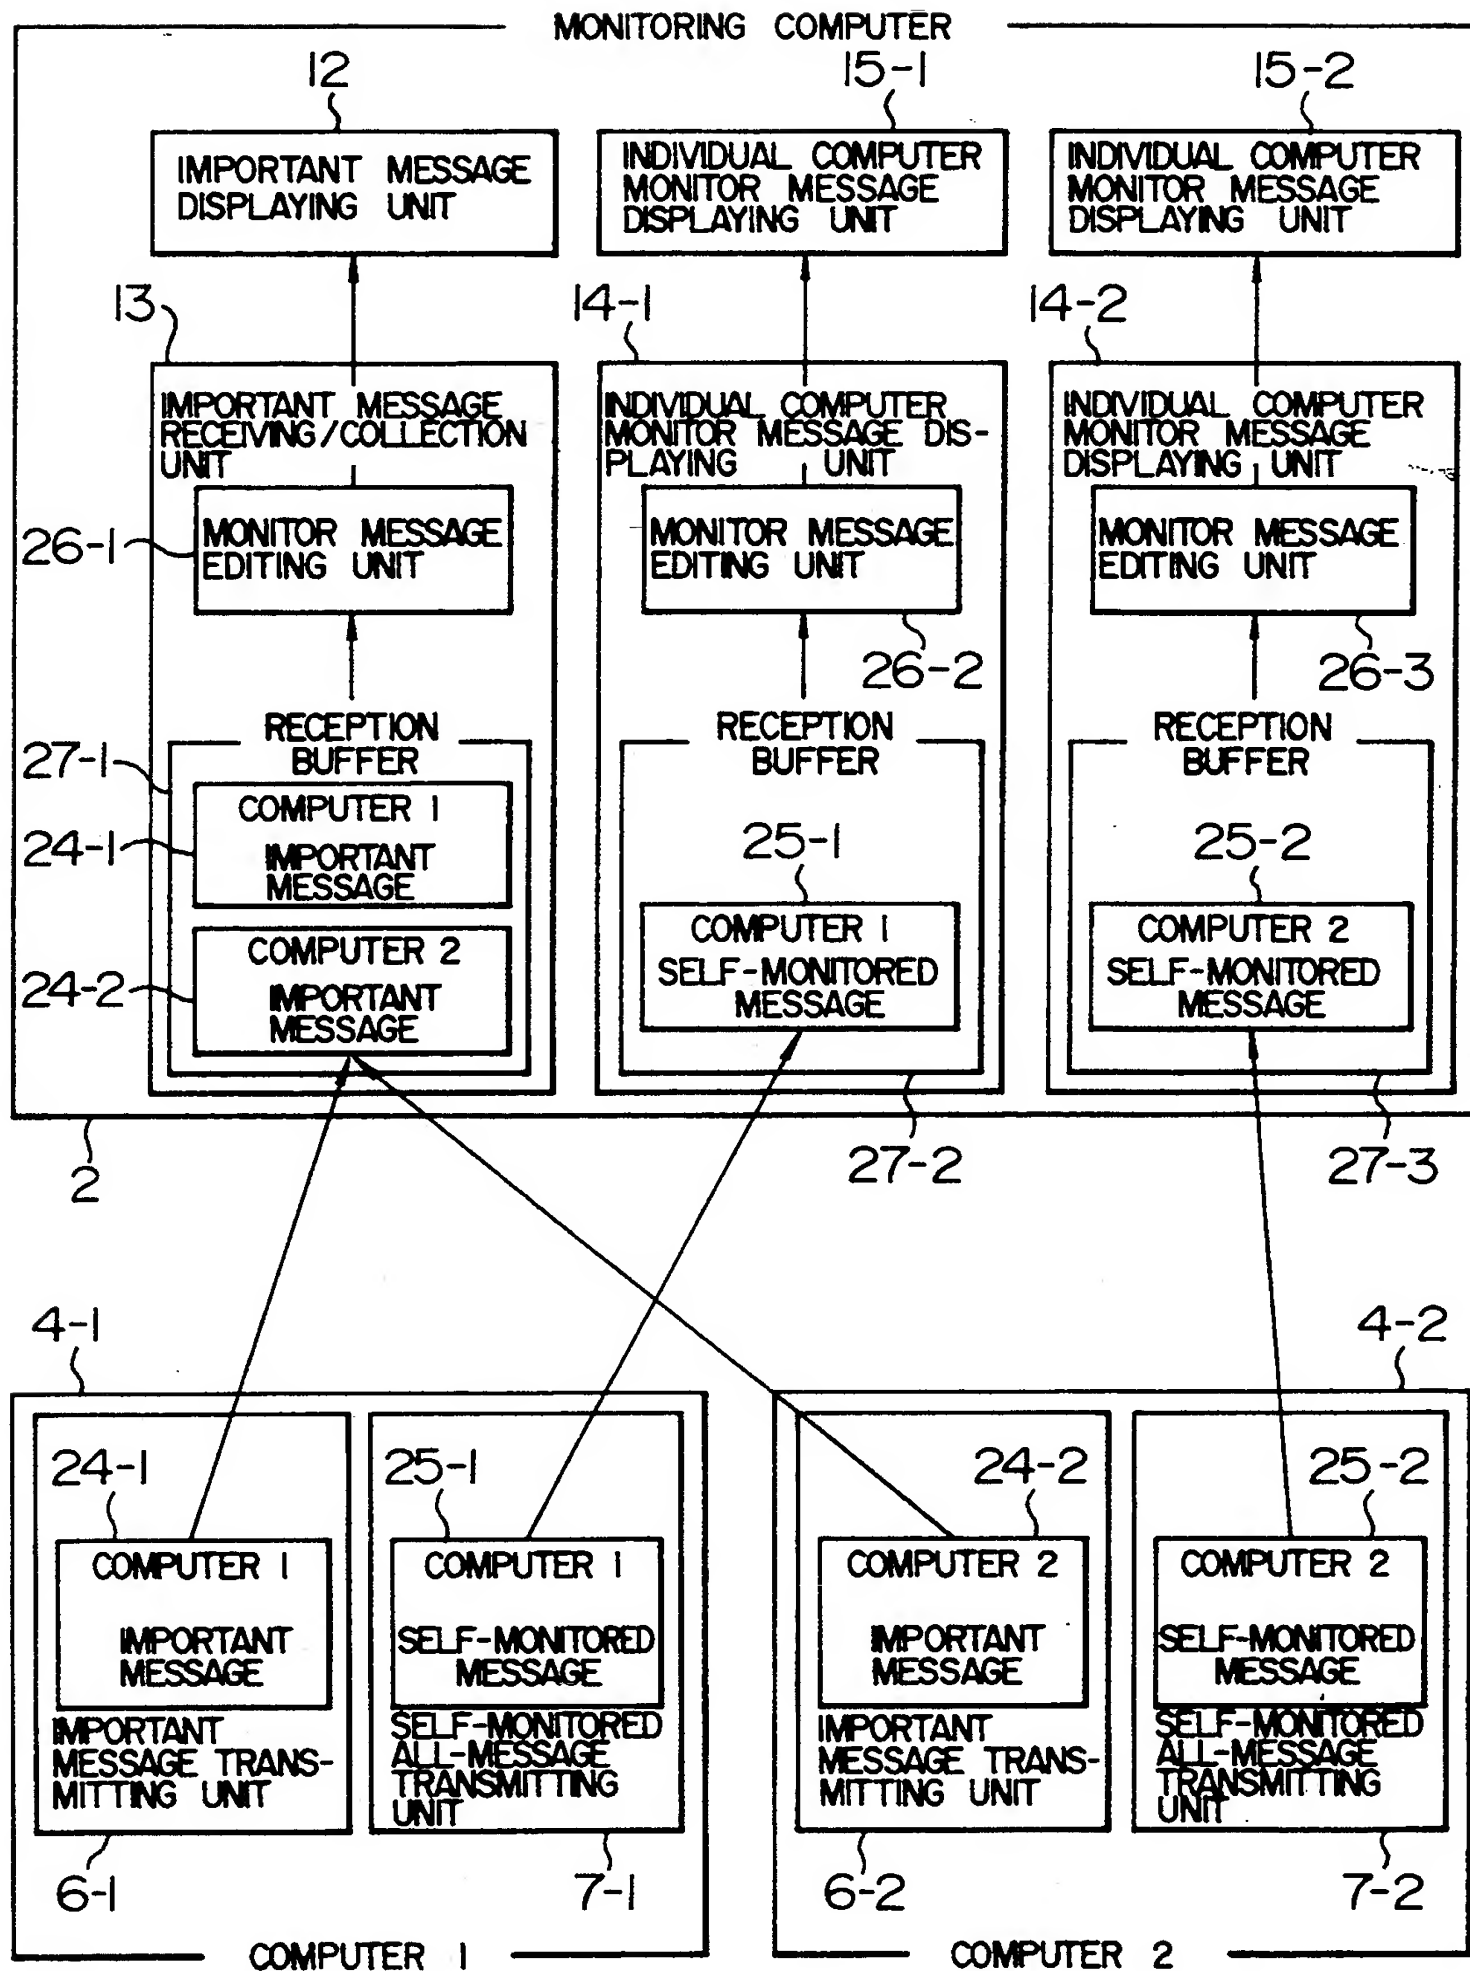 MONITORING COMPUTER
12
15-1
15-2
IMPORTANT MESSAGE
DISPLAYING UNIT
INDIVIDUAL COMPUTER
MONITOR MESSAGE
DISPLAYING UNIT
INDIVIDUAL COMPUTER
MONITOR MESSAGE
DISPLAYING UNIT
13
14-1
14-2
IMPORTANT MESSAGE
RECEIVING/COLLECTION
UNIT
INDIVIDUAL COMPUTER
MONITOR MESSAGE DIS-
PLAYING UNIT
INDIVIDUAL COMPUTER
MONITOR MESSAGE
DISPLAYING UNIT
26-1
MONITOR MESSAGE
EDITING UNIT
MONITOR MESSAGE
EDITING UNIT
MONITOR MESSAGE
EDITING UNIT
26-2
26-3
27-1
RECEPTION
BUFFER
RECEPTION
BUFFER
RECEPTION
BUFFER
24-1
COMPUTER 1
IMPORTANT
MESSAGE
25-1
25-2
24-2
COMPUTER 2
IMPORTANT
MESSAGE
COMPUTER 1
SELF-MONITORED
MESSAGE
COMPUTER 2
SELF-MONITORED
MESSAGE
2
27-2
27-3
4-1
4-2
24-1
25-1
24-2
25-2
COMPUTER 1
IMPORTANT
MESSAGE
IMPORTANT
MESSAGE TRANS-
MITTING UNIT
COMPUTER 1
SELF-MONITORED
MESSAGE
SELF-MONITORED
ALL-MESSAGE
TRANSMITTING
UNIT
COMPUTER 2
IMPORTANT
MESSAGE
IMPORTANT
MESSAGE TRANS-
MITTING UNIT
COMPUTER 2
SELF-MONITORED
MESSAGE
SELF-MONITORED
ALL-MESSAGE
TRANSMITTING
UNIT
6-1
7-1
6-2
7-2
COMPUTER 1
COMPUTER 2